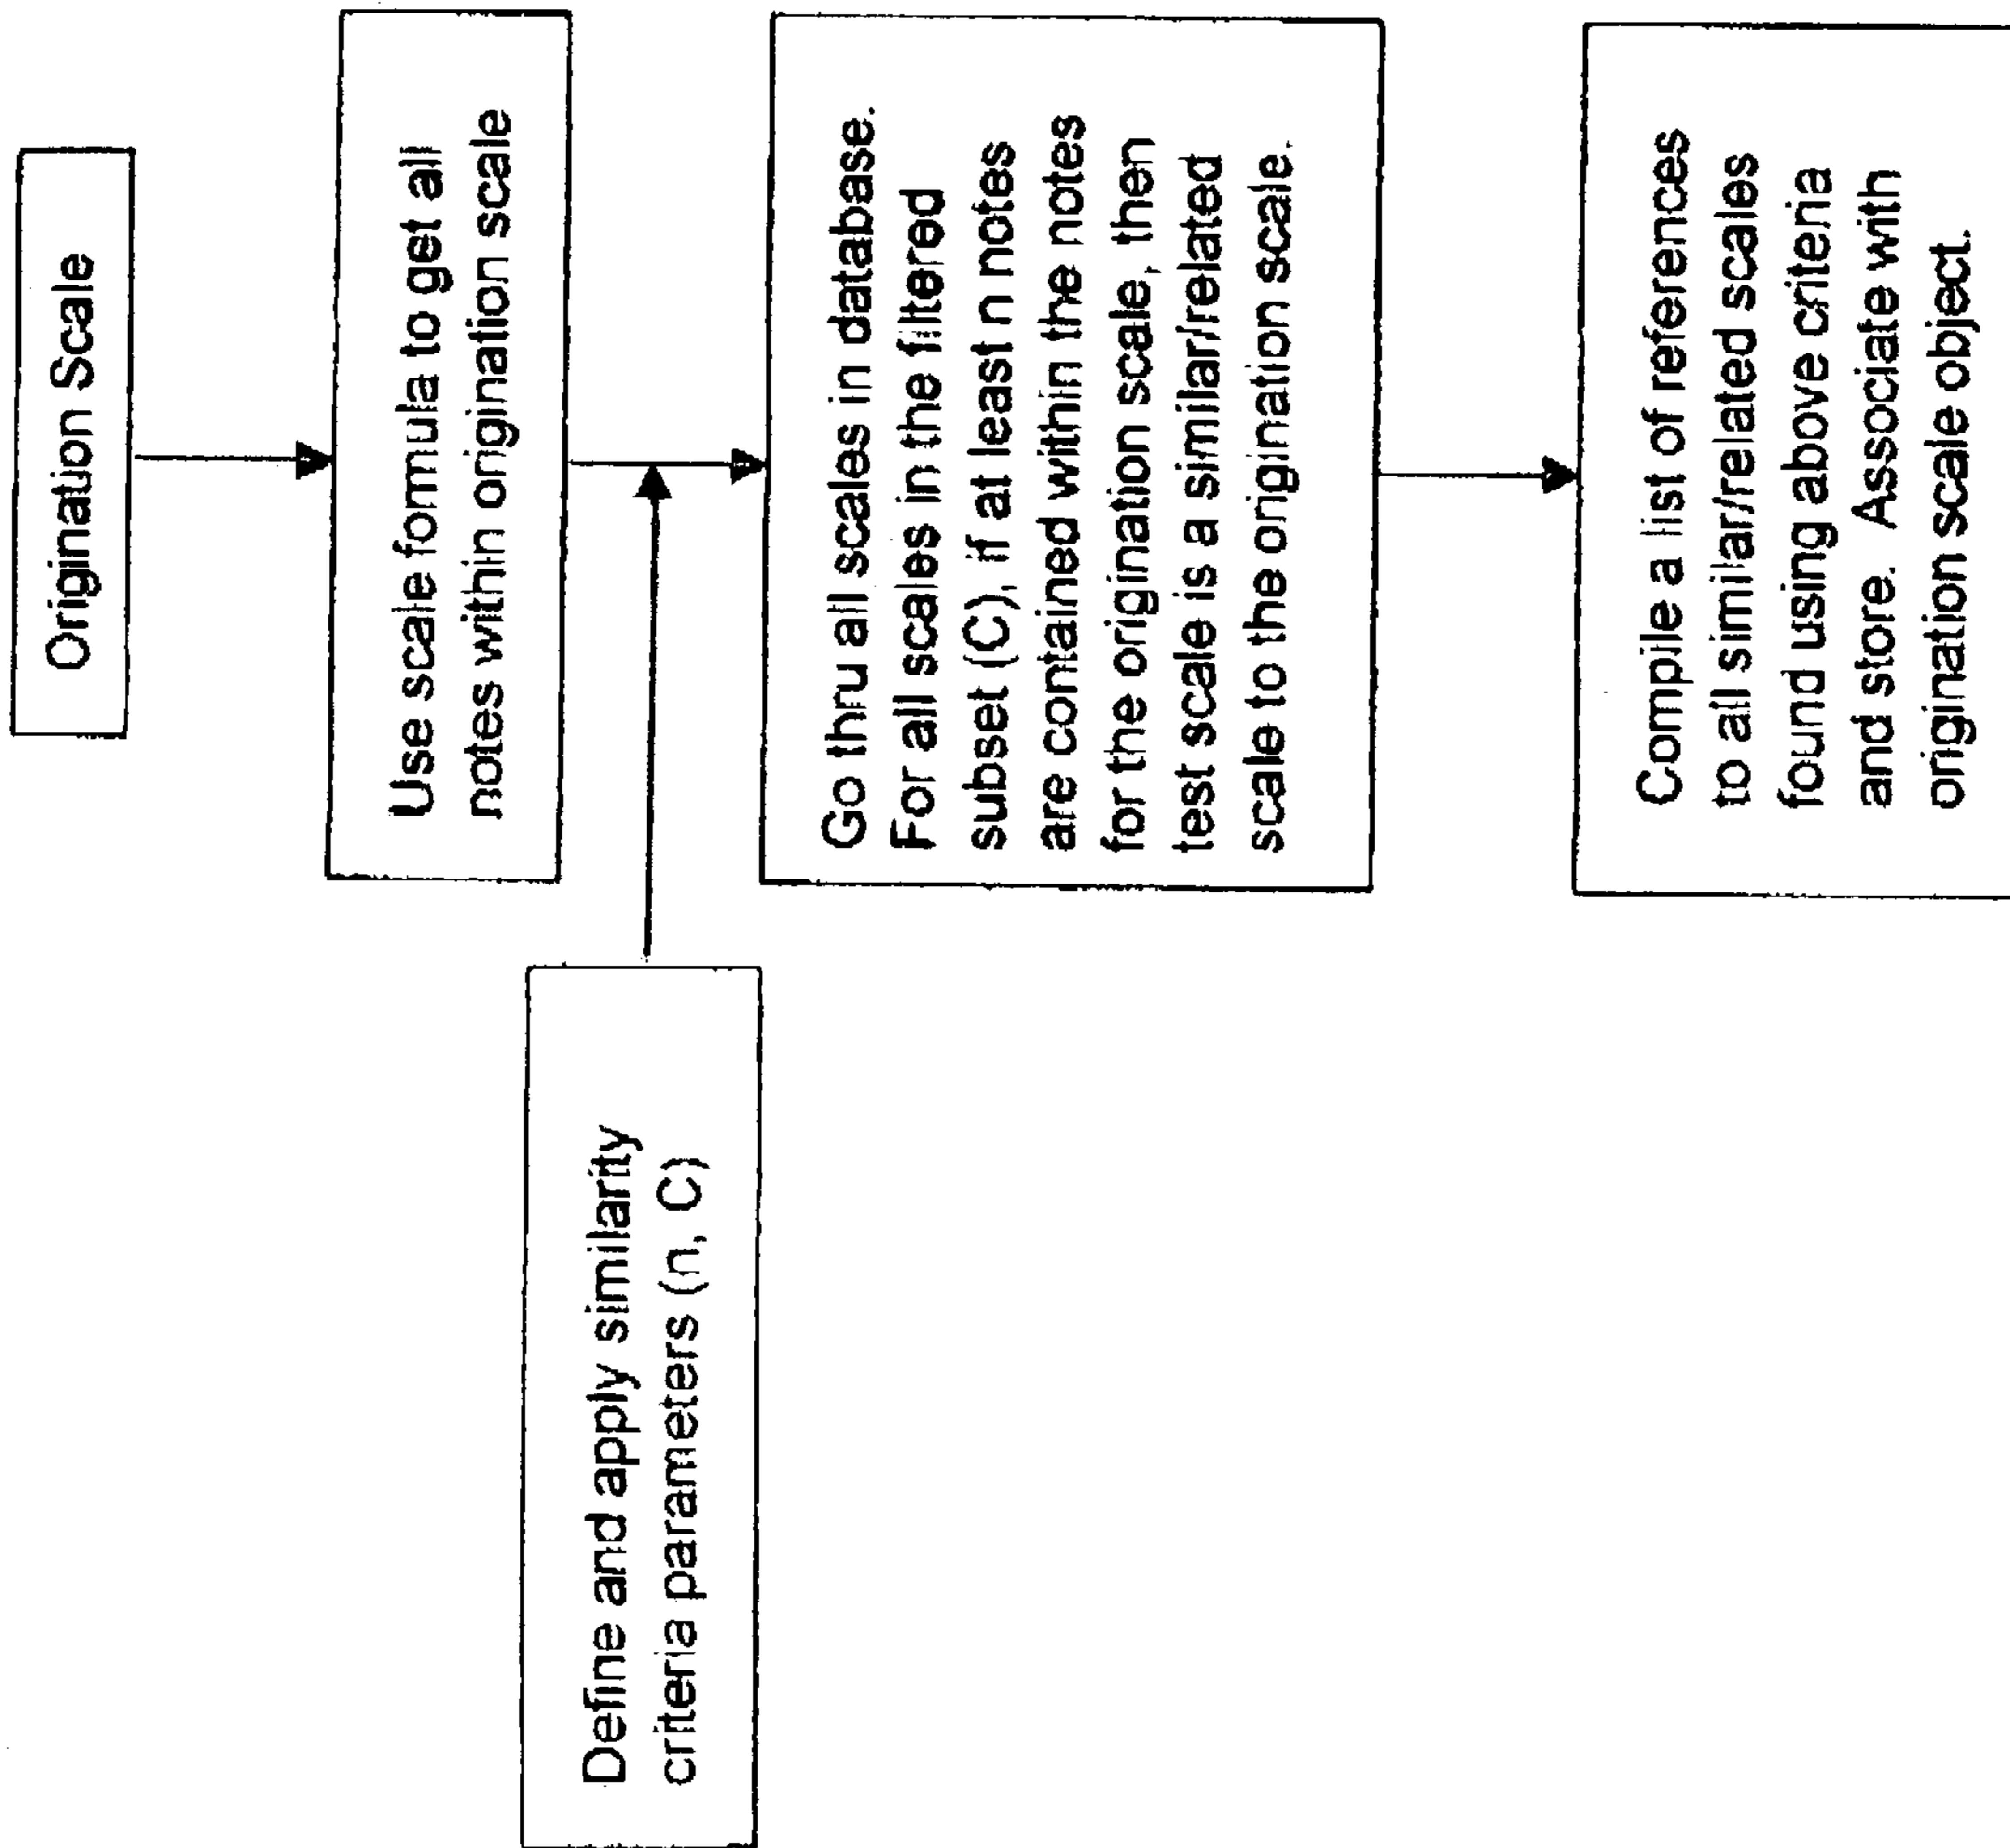 Origination Scale
Use scale formula to get all
notes within origination scale
Define and apply similarity
criteria parameters (n, C)
Go thru all scales in database.
For all scales in the filtered
subset (C), if at least n notes
are contained within the notes
for the origination scale, then
test scale is a similar/related
scale to the origination scale.
Compile a list of references
to all similar/related scales
found using above criteria
and store. Associate with
origination scale object.